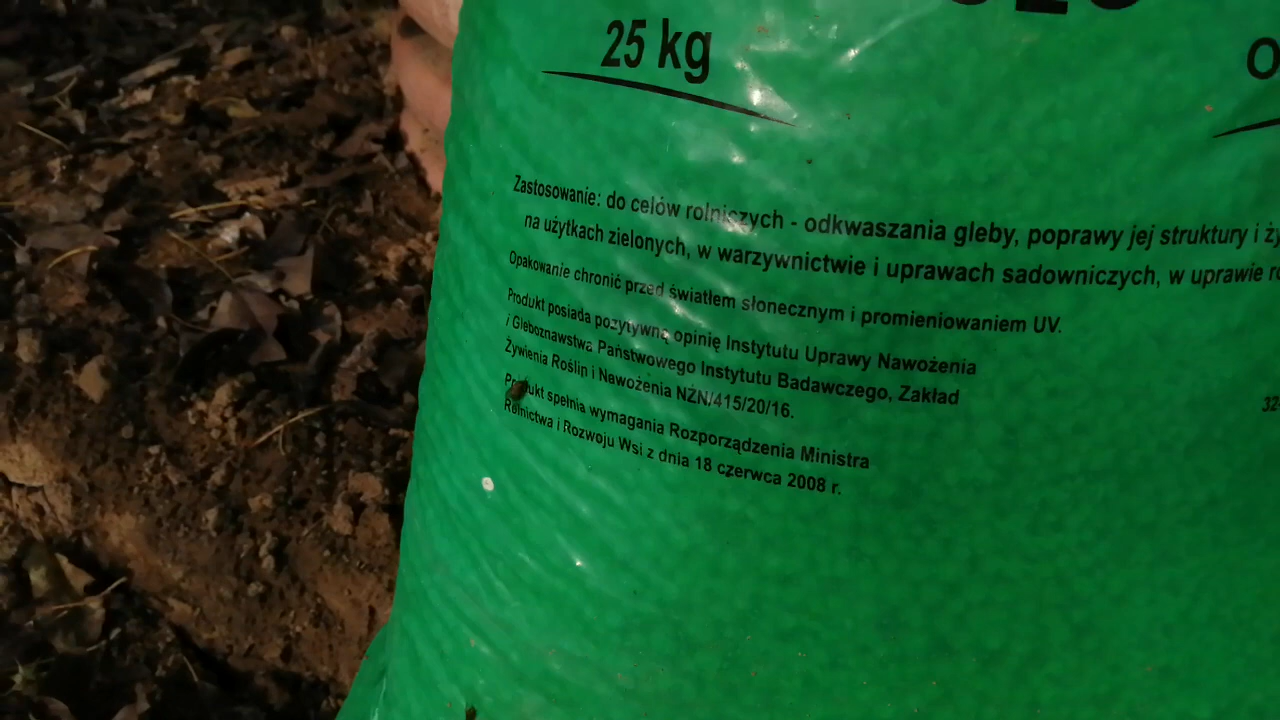 25 kg
Zastosowanie: do celów rolniczych - odkwaszania gleby, poprawy jej struktury i
na użytkach zielonych, w warzywnictwie i uprawach sadowniczych, w uprawie
Opakowanie chronić przed światłem słonecznym i promieniowaniem UV.
Produkt posiada pozytywną opinię Instytutu Uprawy Nawożenia
i Gleboznawstwa Państwowego Instytutu Badawczego, Zakład
Żywienia Roślin i Nawożenia NŻN/415/20/16.
Produkt spełnia wymagania Rozporządzenia Ministra
Rolnictwa i Rozwoju Wsi z dnia 18 czerwca 2008 r.